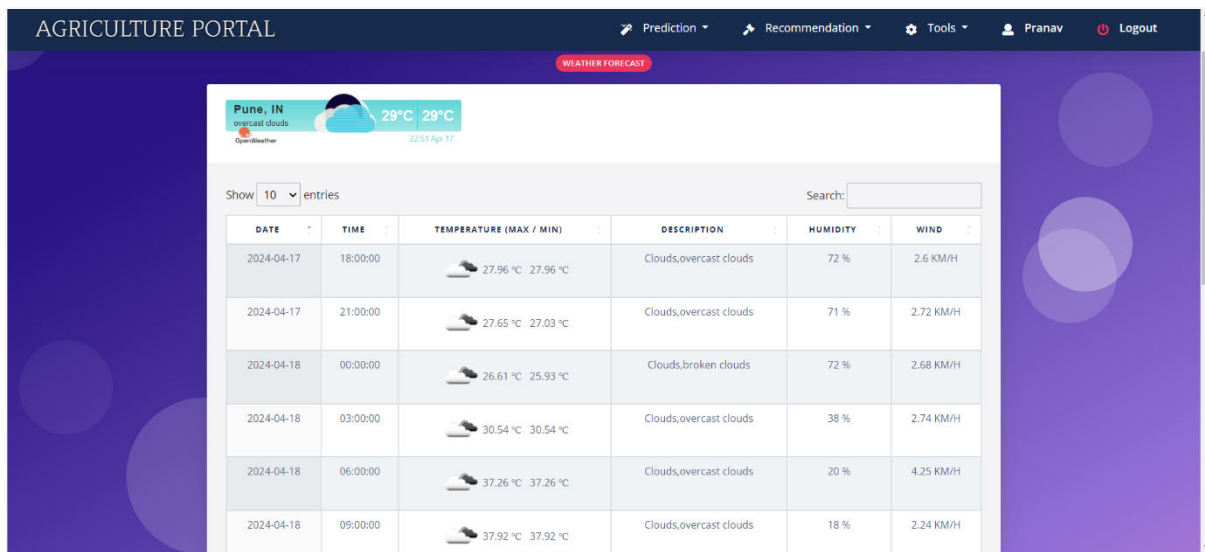 AGRICULTURE PORTAL Prediction Recommendation Tools Pranav Logout
WEATHER FORECAST
Pune, IN
overcast clouds
29°C 29°C
OpenWeather
22:51 Apr 17
Show 10 entries Search:
DATE TIME TEMPERATURE (MAX / MIN) DESCRIPTION HUMIDITY WIND
2024-04-17 18:00:00 27.96 °C 27.96 °C Clouds,overcast clouds 72 % 2.6 KM/H
2024-04-17 21:00:00 27.65 °C 27.03 °C Clouds,overcast clouds 71 % 2.72 KM/H
2024-04-18 00:00:00 26.61 °C 25.93 °C Clouds,broken clouds 72 % 2.68 KM/H
2024-04-18 03:00:00 30.54 °C 30.54 °C Clouds,overcast clouds 38 % 2.74 KM/H
2024-04-18 06:00:00 37.26 °C 37.26 °C Clouds,overcast clouds 20 % 4.25 KM/H
2024-04-18 09:00:00 37.92 °C 37.92 °C Clouds,overcast clouds 18 % 2.24 KM/H